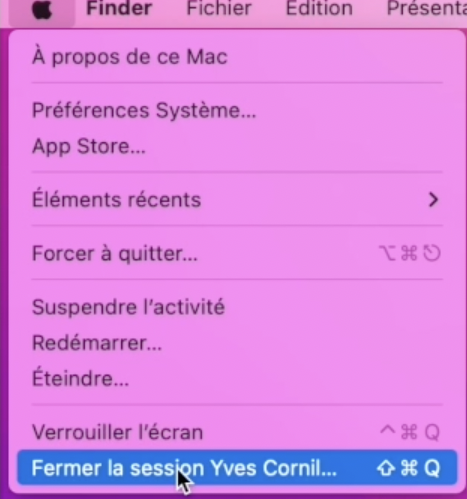 Finder Fichier Edition Présenta
À propos de ce Mac
Préférences Système...
App Store...
Éléments récents
Forcer à quitter... ⌥⌘⎋
Suspendre l'activité
Redémarrer...
Éteindre...
Verrouiller l'écran ^⌘Q
Fermer la session Yves Cornil... ⇧⌘Q